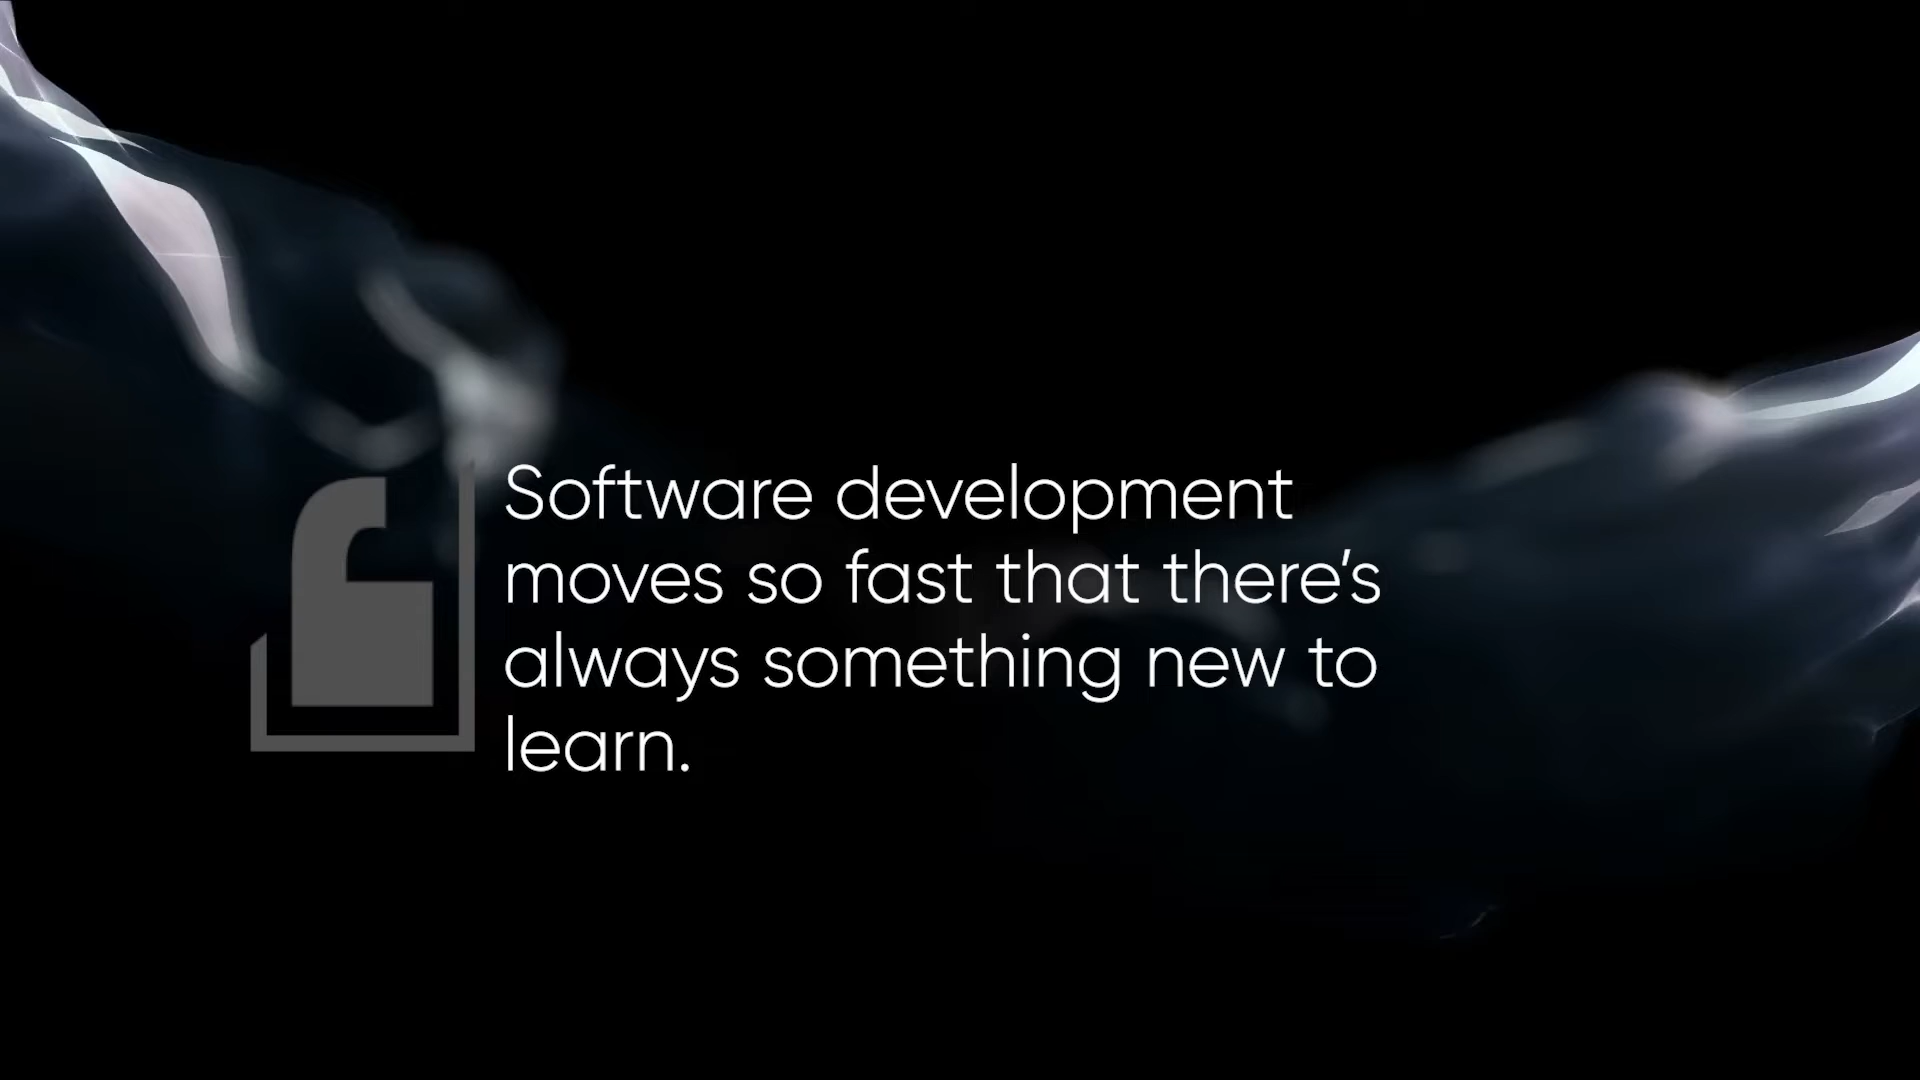 Software development
moves so fast that there’s
always something new to
learn.